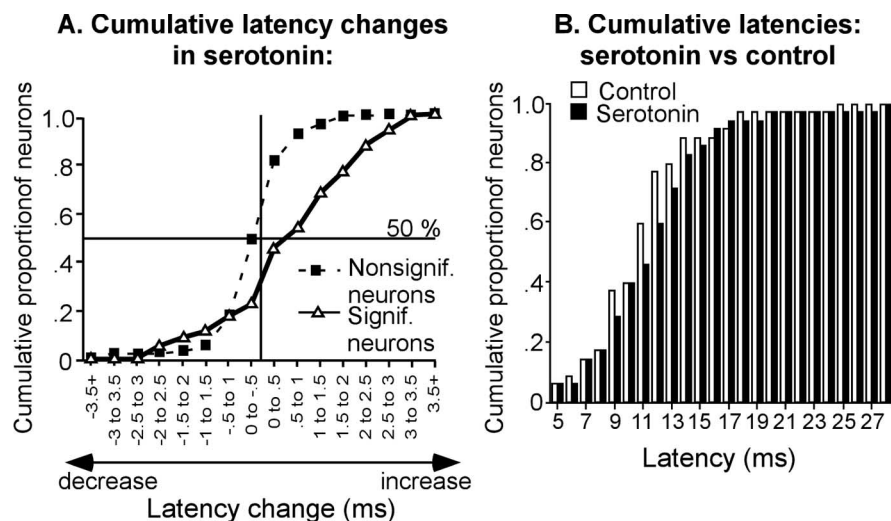 A. Cumulative latency changes
in serotonin:
Cumulative proportionof neurons
1.0
.8
.6
.4
.2
0
50 %
Nonsignif.
neurons
Signif.
neurons
-3.5+
-3 to 3.5
-2.5 to 3
-2 to 2.5
-1.5 to 2
-1 to 1.5
-.5 to 1
0 to -.5
0 to .5
.5 to 1
1 to 1.5
1.5 to 2
2 to 2.5
2.5 to 3
3 to 3.5
3.5+
decrease
increase
Latency change (ms)
B. Cumulative latencies:
serotonin vs control
Control
Serotonin
Cumulative proportionof neurons
1.0
.8
.6
.4
.2
0
5 7 9 11 13 15 17 19 21 23 25 27
Latency (ms)